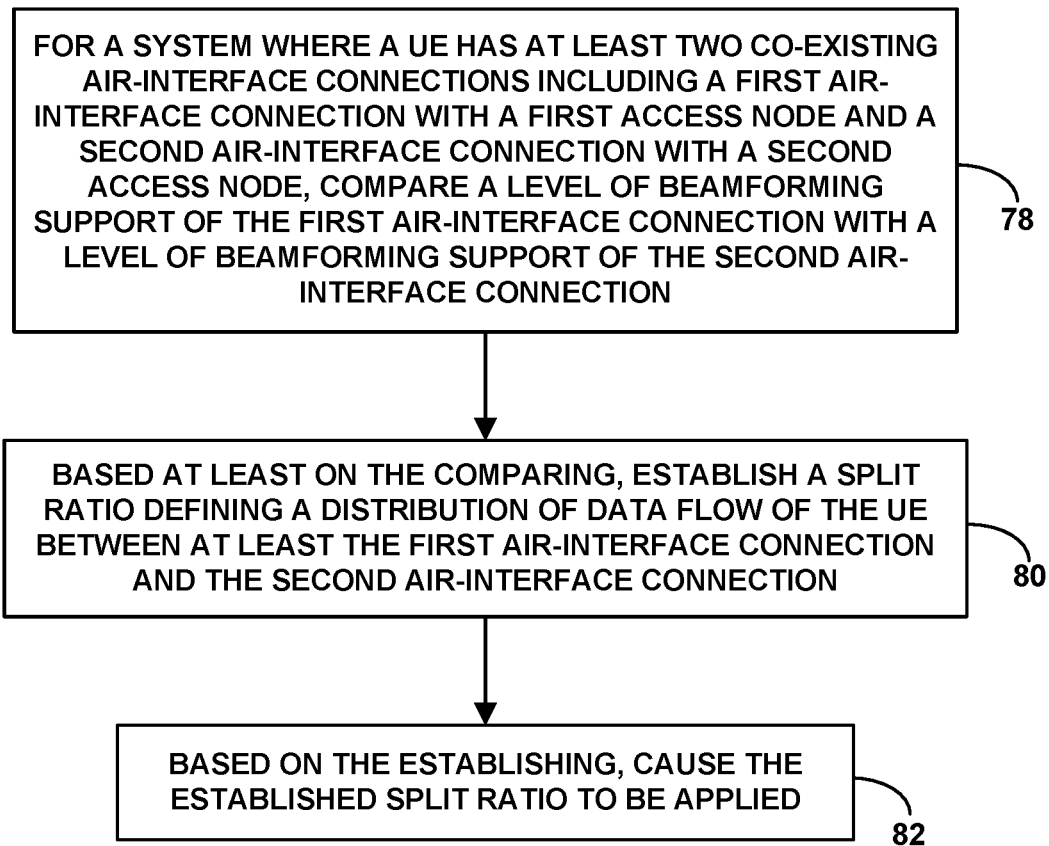 FOR A SYSTEM WHERE A UE HAS AT LEAST TWO CO-EXISTING
AIR-INTERFACE CONNECTIONS INCLUDING A FIRST AIR-
INTERFACE CONNECTION WITH A FIRST ACCESS NODE AND A
SECOND AIR-INTERFACE CONNECTION WITH A SECOND
ACCESS NODE, COMPARE A LEVEL OF BEAMFORMING
SUPPORT OF THE FIRST AIR-INTERFACE CONNECTION WITH A
LEVEL OF BEAMFORMING SUPPORT OF THE SECOND AIR-
INTERFACE CONNECTION
78
BASED AT LEAST ON THE COMPARING, ESTABLISH A SPLIT
RATIO DEFINING A DISTRIBUTION OF DATA FLOW OF THE UE
BETWEEN AT LEAST THE FIRST AIR-INTERFACE CONNECTION
AND THE SECOND AIR-INTERFACE CONNECTION
80
BASED ON THE ESTABLISHING, CAUSE THE
ESTABLISHED SPLIT RATIO TO BE APPLIED
82